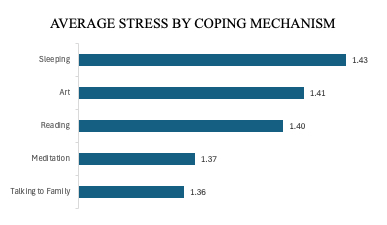 AVERAGE STRESS BY COPING MECHANISM
Sleeping 1.43
Art 1.41
Reading 1.40
Meditation 1.37
Talking to Family 1.36